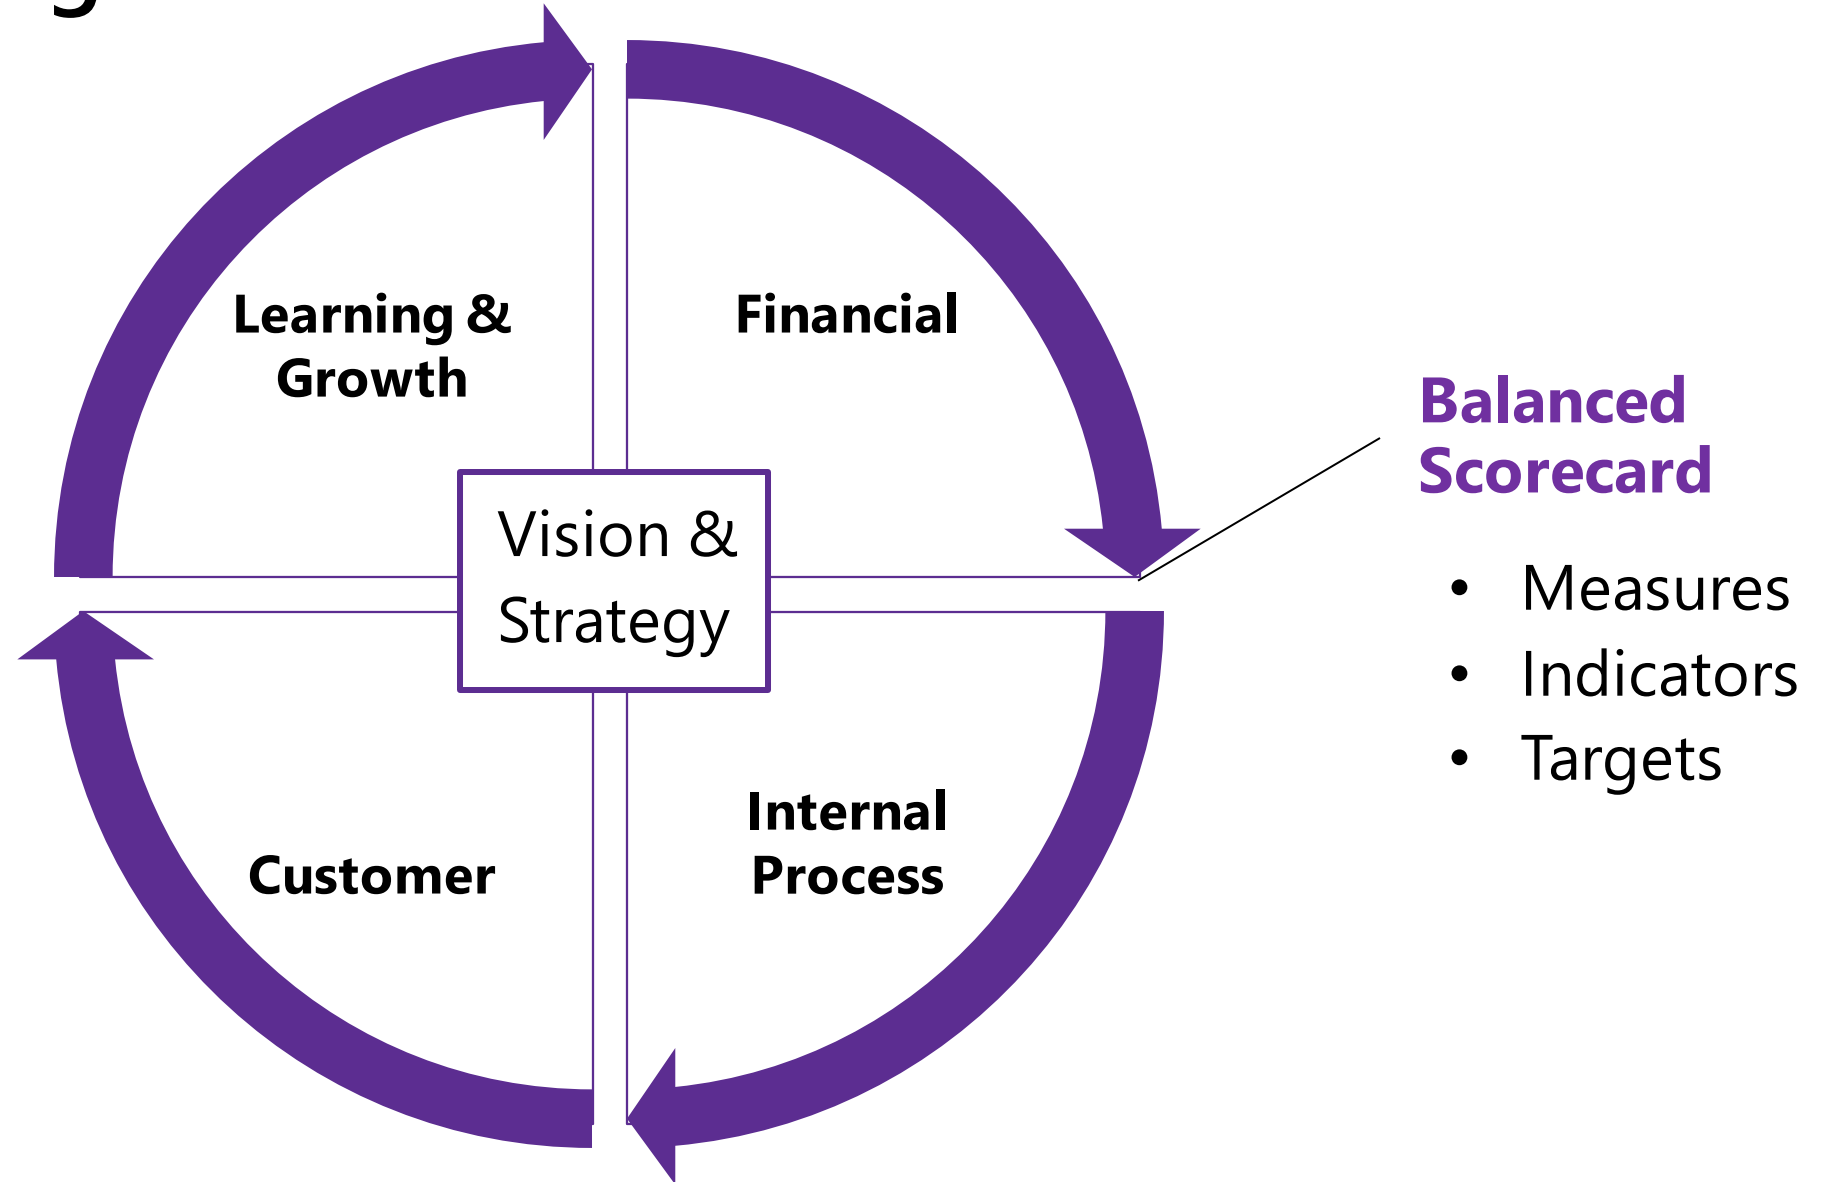 Learning &
Growth
Financial
Vision &
Strategy
Customer
Internal
Process
Balanced
Scorecard
• Measures
• Indicators
• Targets